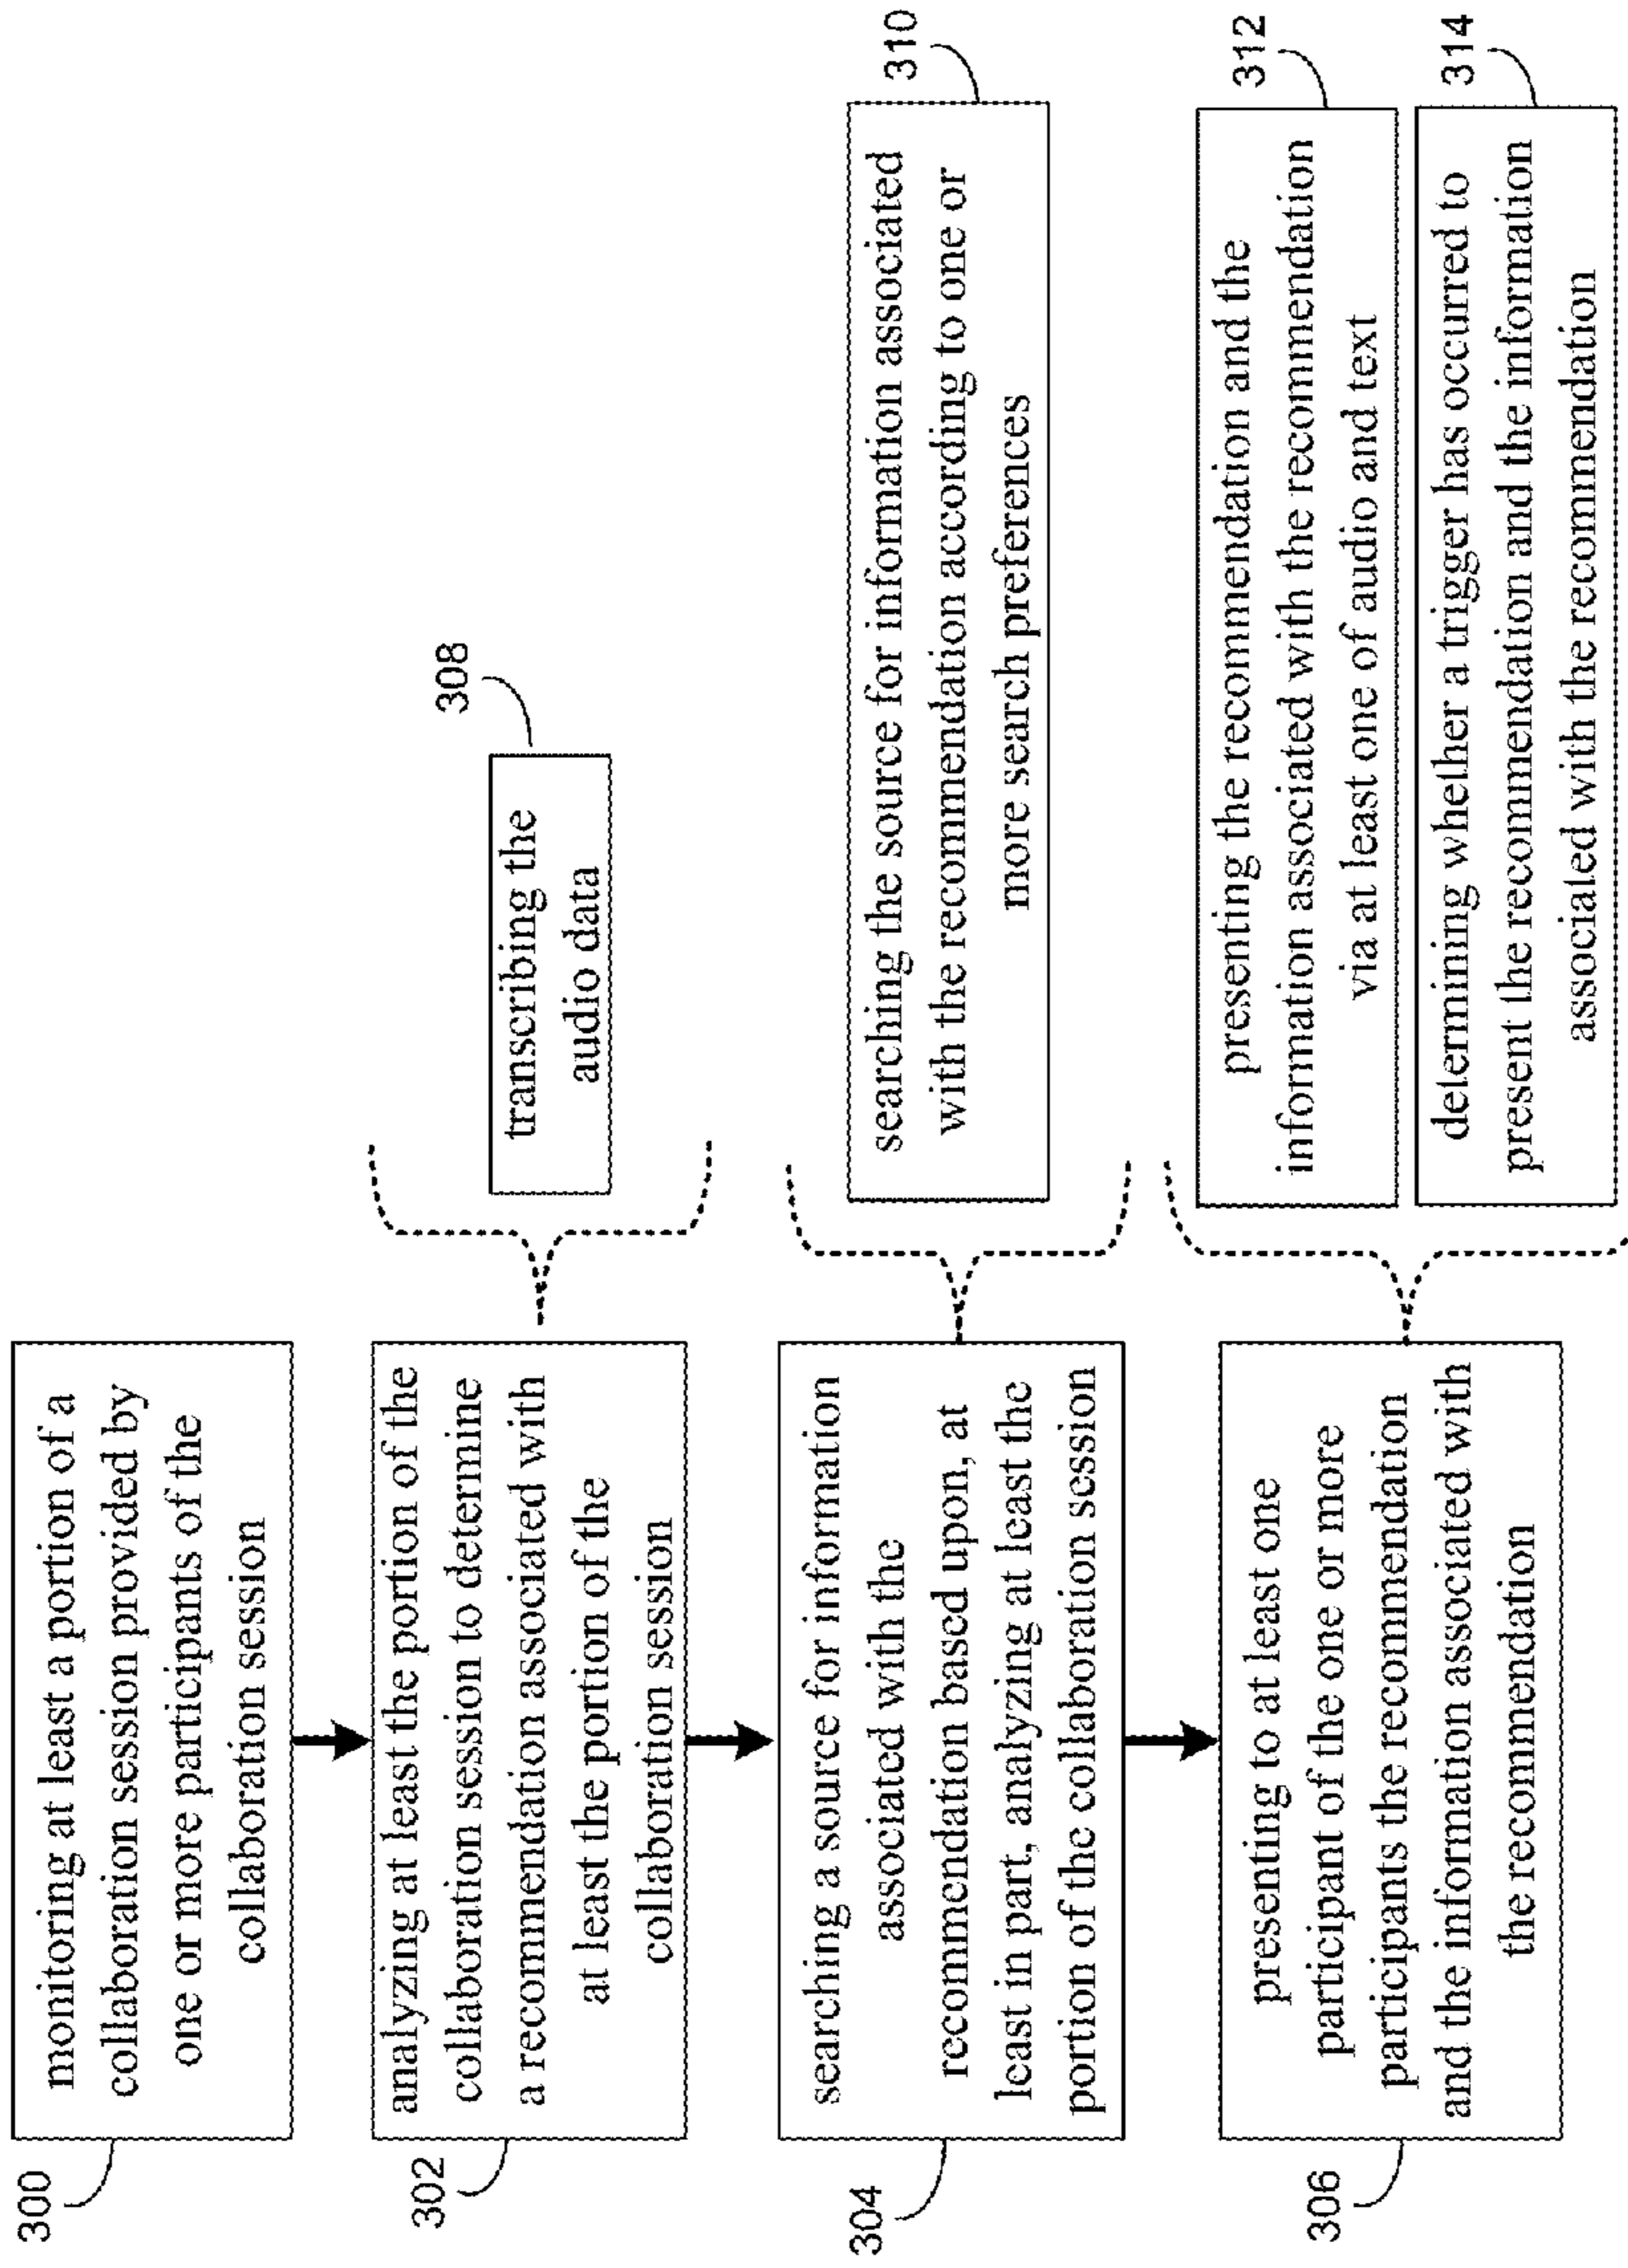 300
monitoring at least a portion of a
collaboration session provided by
one or more participants of the
collaboration session
302
analyzing at least the portion of the
collaboration session to determine
a recommendation associated with
at least the portion of the
collaboration session
308
transcribing the
audio data
304
searching a source for information
associated with the
recommendation based upon, at
least in part, analyzing at least the
portion of the collaboration session
310
searching the source for information associated
with the recommendation according to one or
more search preferences
306
presenting to at least one
participant of the one or more
participants the recommendation
and the information associated with
the recommendation
312
presenting the recommendation and the
information associated with the recommendation
via at least one of audio and text
314
determining whether a trigger has occurred to
present the recommendation and the information
associated with the recommendation